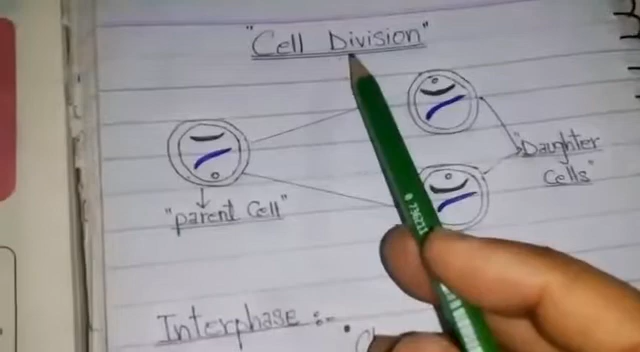 "Cell Division"
"Daughter
Cells"
"parent Cell"
Interphase :-